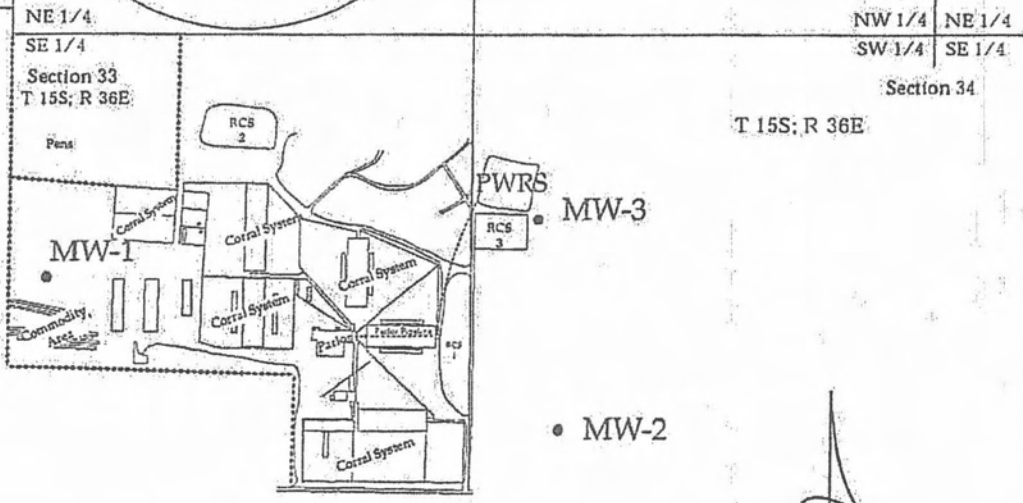 NE 1/4
SE 1/4
Section 33
T 15S; R 36E
Pens
NW 1/4 NE 1/4
SW 1/4 SE 1/4
Section 34
T 15S; R 36E
RCS
2
PWRS
RCS
3
MW-3
Corral System
Corral System
MW-1
Corral System
Corral System
Commodity
Area
Parlor
RCS
1
MW-2
Corral System